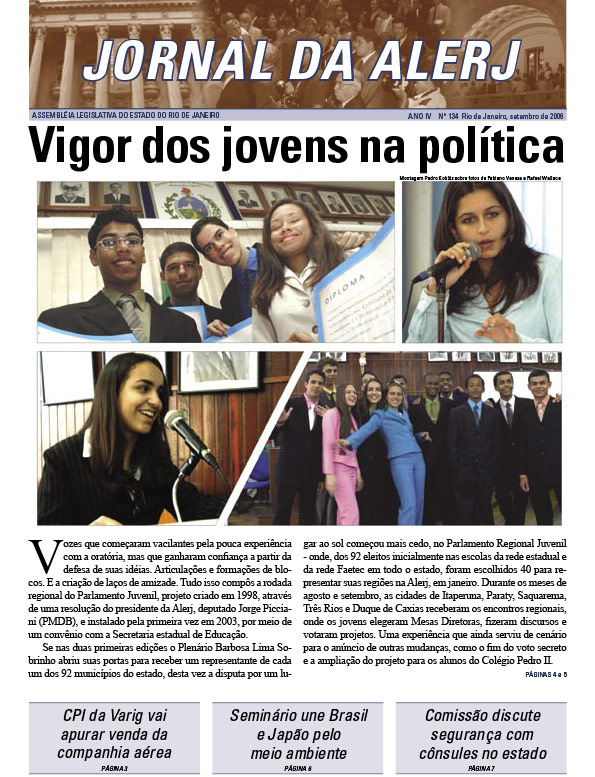 JORNAL DA ALERJ
ASSEMBLÉIA LEGISLATIVA DO ESTADO DO RIO DE JANEIRO
ANO IV Nº 134 Rio de Janeiro, setembro de 2006
Vigor dos jovens na política
Montagem Pedro Koblitz sobre fotos de Fabiano Veneza e Rafael Wallace
DIPLOMA
Vozes que começaram vacilantes pela pouca experiência
com a oratória, mas que ganharam confiança a partir da
defesa de suas idéias. Articulações e formações de blo-
cos. E a criação de laços de amizade. Tudo isso compôs a rodada
regional do Parlamento Juvenil, projeto criado em 1998, através
de uma resolução do presidente da Alerj, deputado Jorge Piccia-
ni (PMDB), e instalado pela primeira vez em 2003, por meio de
um convênio com a Secretaria estadual de Educação.
Se nas duas primeiras edições o Plenário Barbosa Lima So-
brinho abriu suas portas para receber um representante de cada
um dos 92 municípios do estado, desta vez a disputa por um lu-
gar ao sol começou mais cedo, no Parlamento Regional Juvenil
- onde, dos 92 eleitos inicialmente nas escolas da rede estadual e
da rede Faetec em todo o estado, foram escolhidos 40 para re-
presentar suas regiões na Alerj, em janeiro. Durante os meses de
agosto e setembro, as cidades de Itaperuna, Paraty, Saquarema,
Três Rios e Duque de Caxias receberam os encontros regionais,
onde os jovens elegeram Mesas Diretoras, fizeram discursos e
votaram projetos. Uma experiência que ainda serviu de cenário
para o anúncio de outras mudanças, como o fim do voto secreto
e a ampliação do projeto para os alunos do Colégio Pedro II.
PÁGINAS 4 e 5
CPI da Varig vai
apurar venda da
companhia aérea
PÁGINA 3
Seminário une Brasil
e Japão pelo
meio ambiente
PÁGINA 6
Comissão discute
segurança com
cônsules no estado
PÁGINA 7